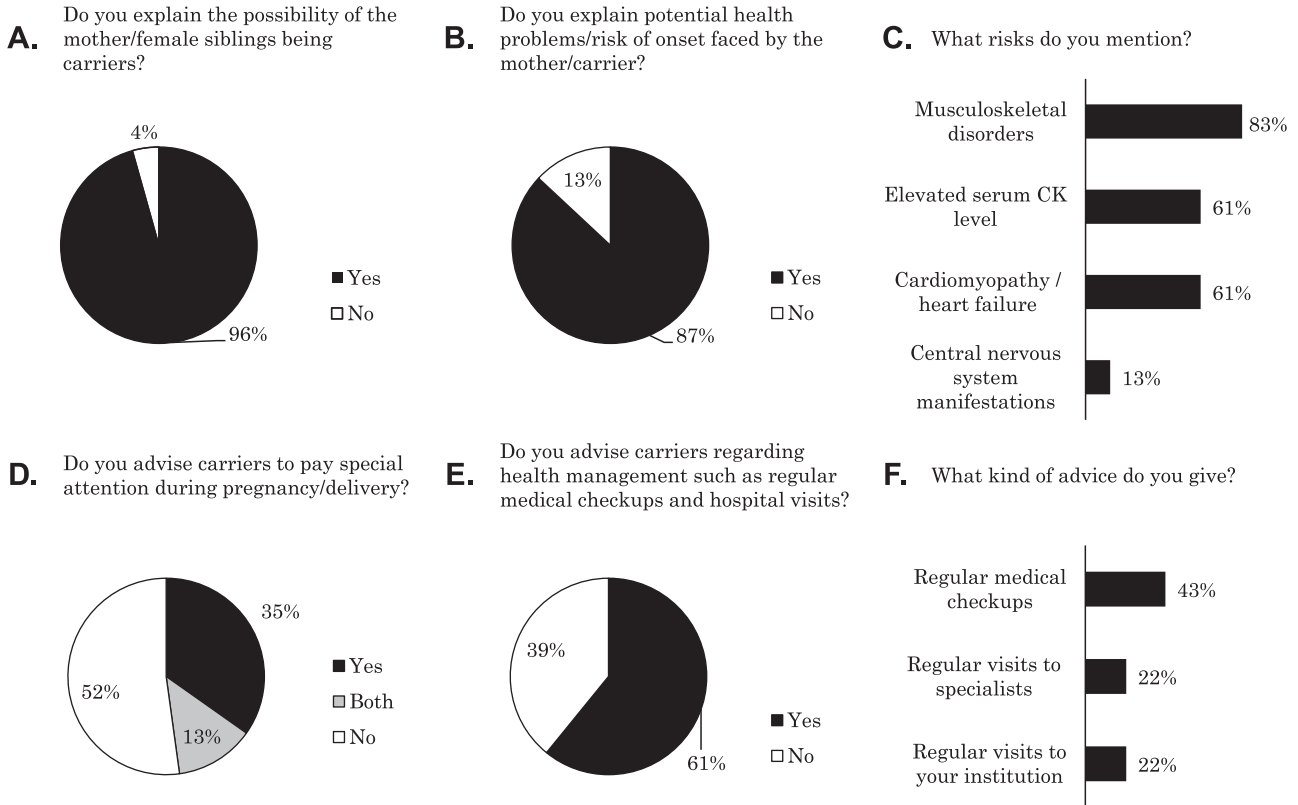 A.
Do you explain the possibility of the
mother/female siblings being
carriers?
4%
96%
Yes
No
B.
Do you explain potential health
problems/risk of onset faced by the
mother/carrier?
13%
87%
Yes
No
C.
What risks do you mention?
Musculoskeletal
disorders
83%
Elevated serum CK
level
61%
Cardiomyopathy /
heart failure
61%
Central nervous
system
manifestations
13%
D.
Do you advise carriers to pay special
attention during pregnancy/delivery?
35%
52%
13%
Yes
Both
No
E.
Do you advise carriers regarding
health management such as regular
medical checkups and hospital visits?
39%
61%
Yes
No
F.
What kind of advice do you give?
Regular medical
checkups
43%
Regular visits to
specialists
22%
Regular visits to
your institution
22%